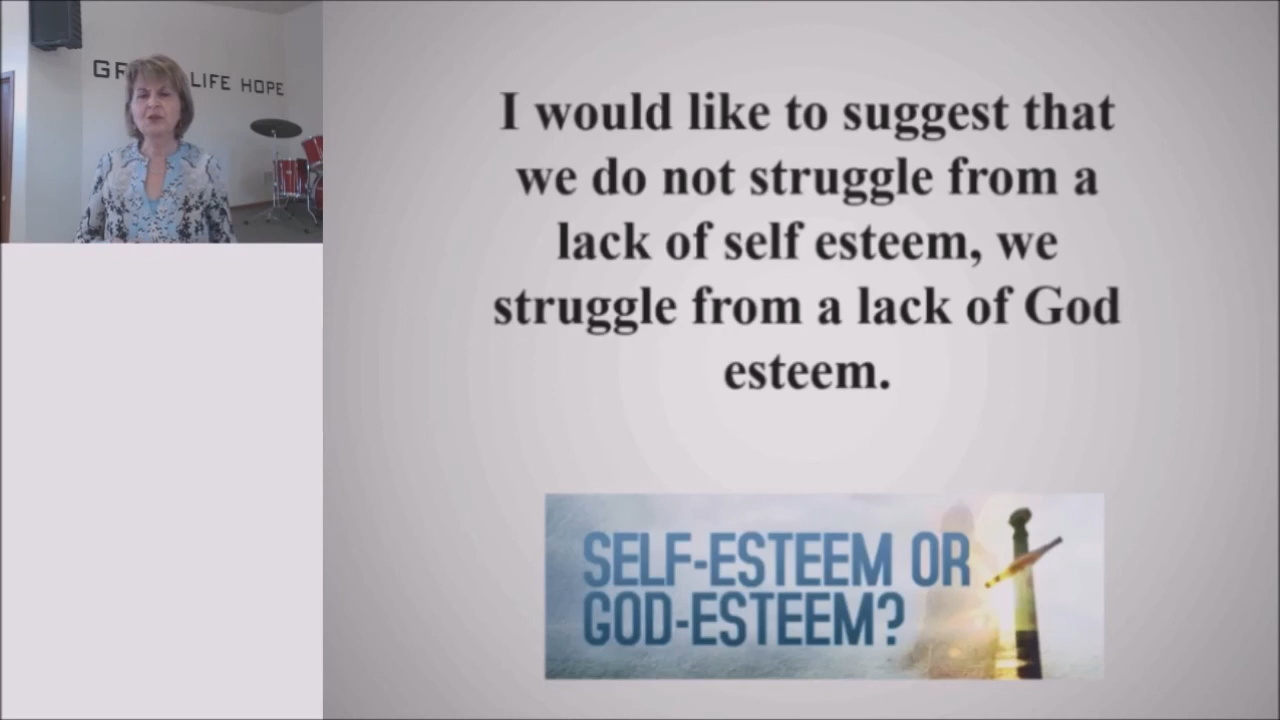 LIFE HOPE
I would like to suggest that
we do not struggle from a
lack of self esteem, we
struggle from a lack of God
esteem.
SELF-ESTEEM OR
GOD-ESTEEM?